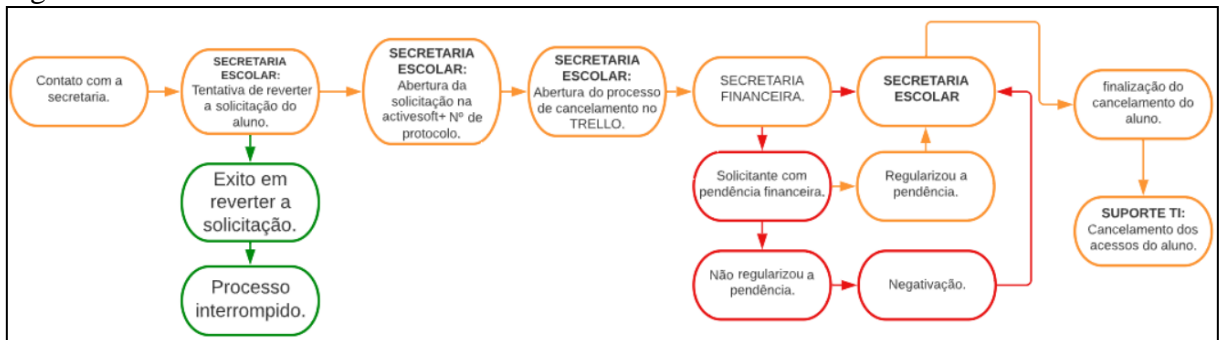 Contato com a
secretaria.
SECRETARIA
ESCOLAR:
Tentativa de reverter
a solicitação do
aluno.
SECRETARIA
ESCOLAR:
Abertura da
solicitação na
activesoft+ Nº de
protocolo.
SECRETARIA
ESCOLAR:
Abertura do processo
de cancelamento no
TRELLO.
SECRETARIA
FINANCEIRA.
SECRETARIA
ESCOLAR
finalização do
cancelamento do
aluno.
Exito em
reverter a
solicitação.
Solicitante com
pendência financeira.
Regularizou a
pendência.
SUPORTE TI:
Cancelamento dos
acessos do aluno.
Processo
interrompido.
Não regularizou a
pendência.
Negativação.